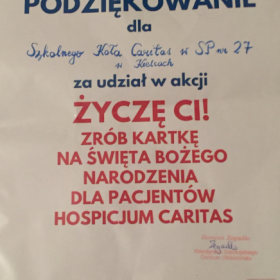 PODZIĘKOWANIE
dla
Szkolnego Koła Caritas w SP nr 27
w
za udział w akcji
ŻYCZĘ CI!
ZRÓB KARTKĘ
NA ŚWIĘTA BOŻEGO
NARODZENIA
DLA PACJENTÓW
HOSPICJUM CARITAS